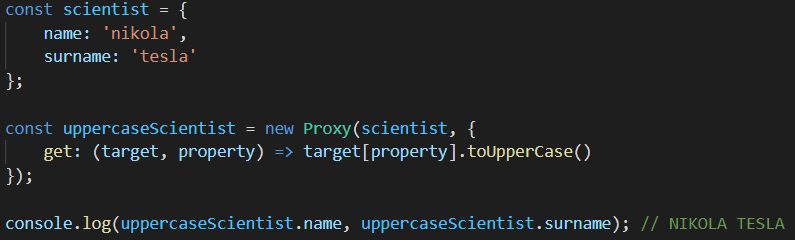 const scientist = {
    name: 'nikola',
    surname: 'tesla'
};

const uppercaseScientist = new Proxy(scientist, {
    get: (target, property) => target[property].toUpperCase()
});

console.log(uppercaseScientist.name, uppercaseScientist.surname); // NIKOLA TESLA